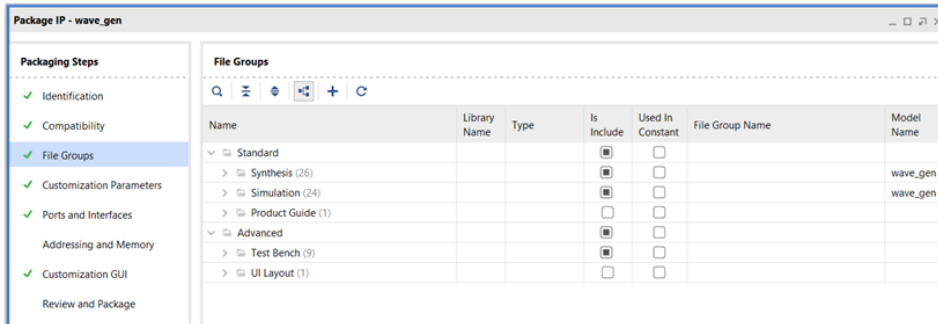 Package IP - wave_gen
Packaging Steps
Identification
Compatibility
File Groups
Customization Parameters
Ports and Interfaces
Addressing and Memory
Customization GUI
Review and Package
File Groups
Name Library Name Type Is Include Used In Constant File Group Name Model Name
Standard
Synthesis (26) wave_gen
Simulation (24) wave_gen
Product Guide (1)
Advanced
Test Bench (9)
UI Layout (1)